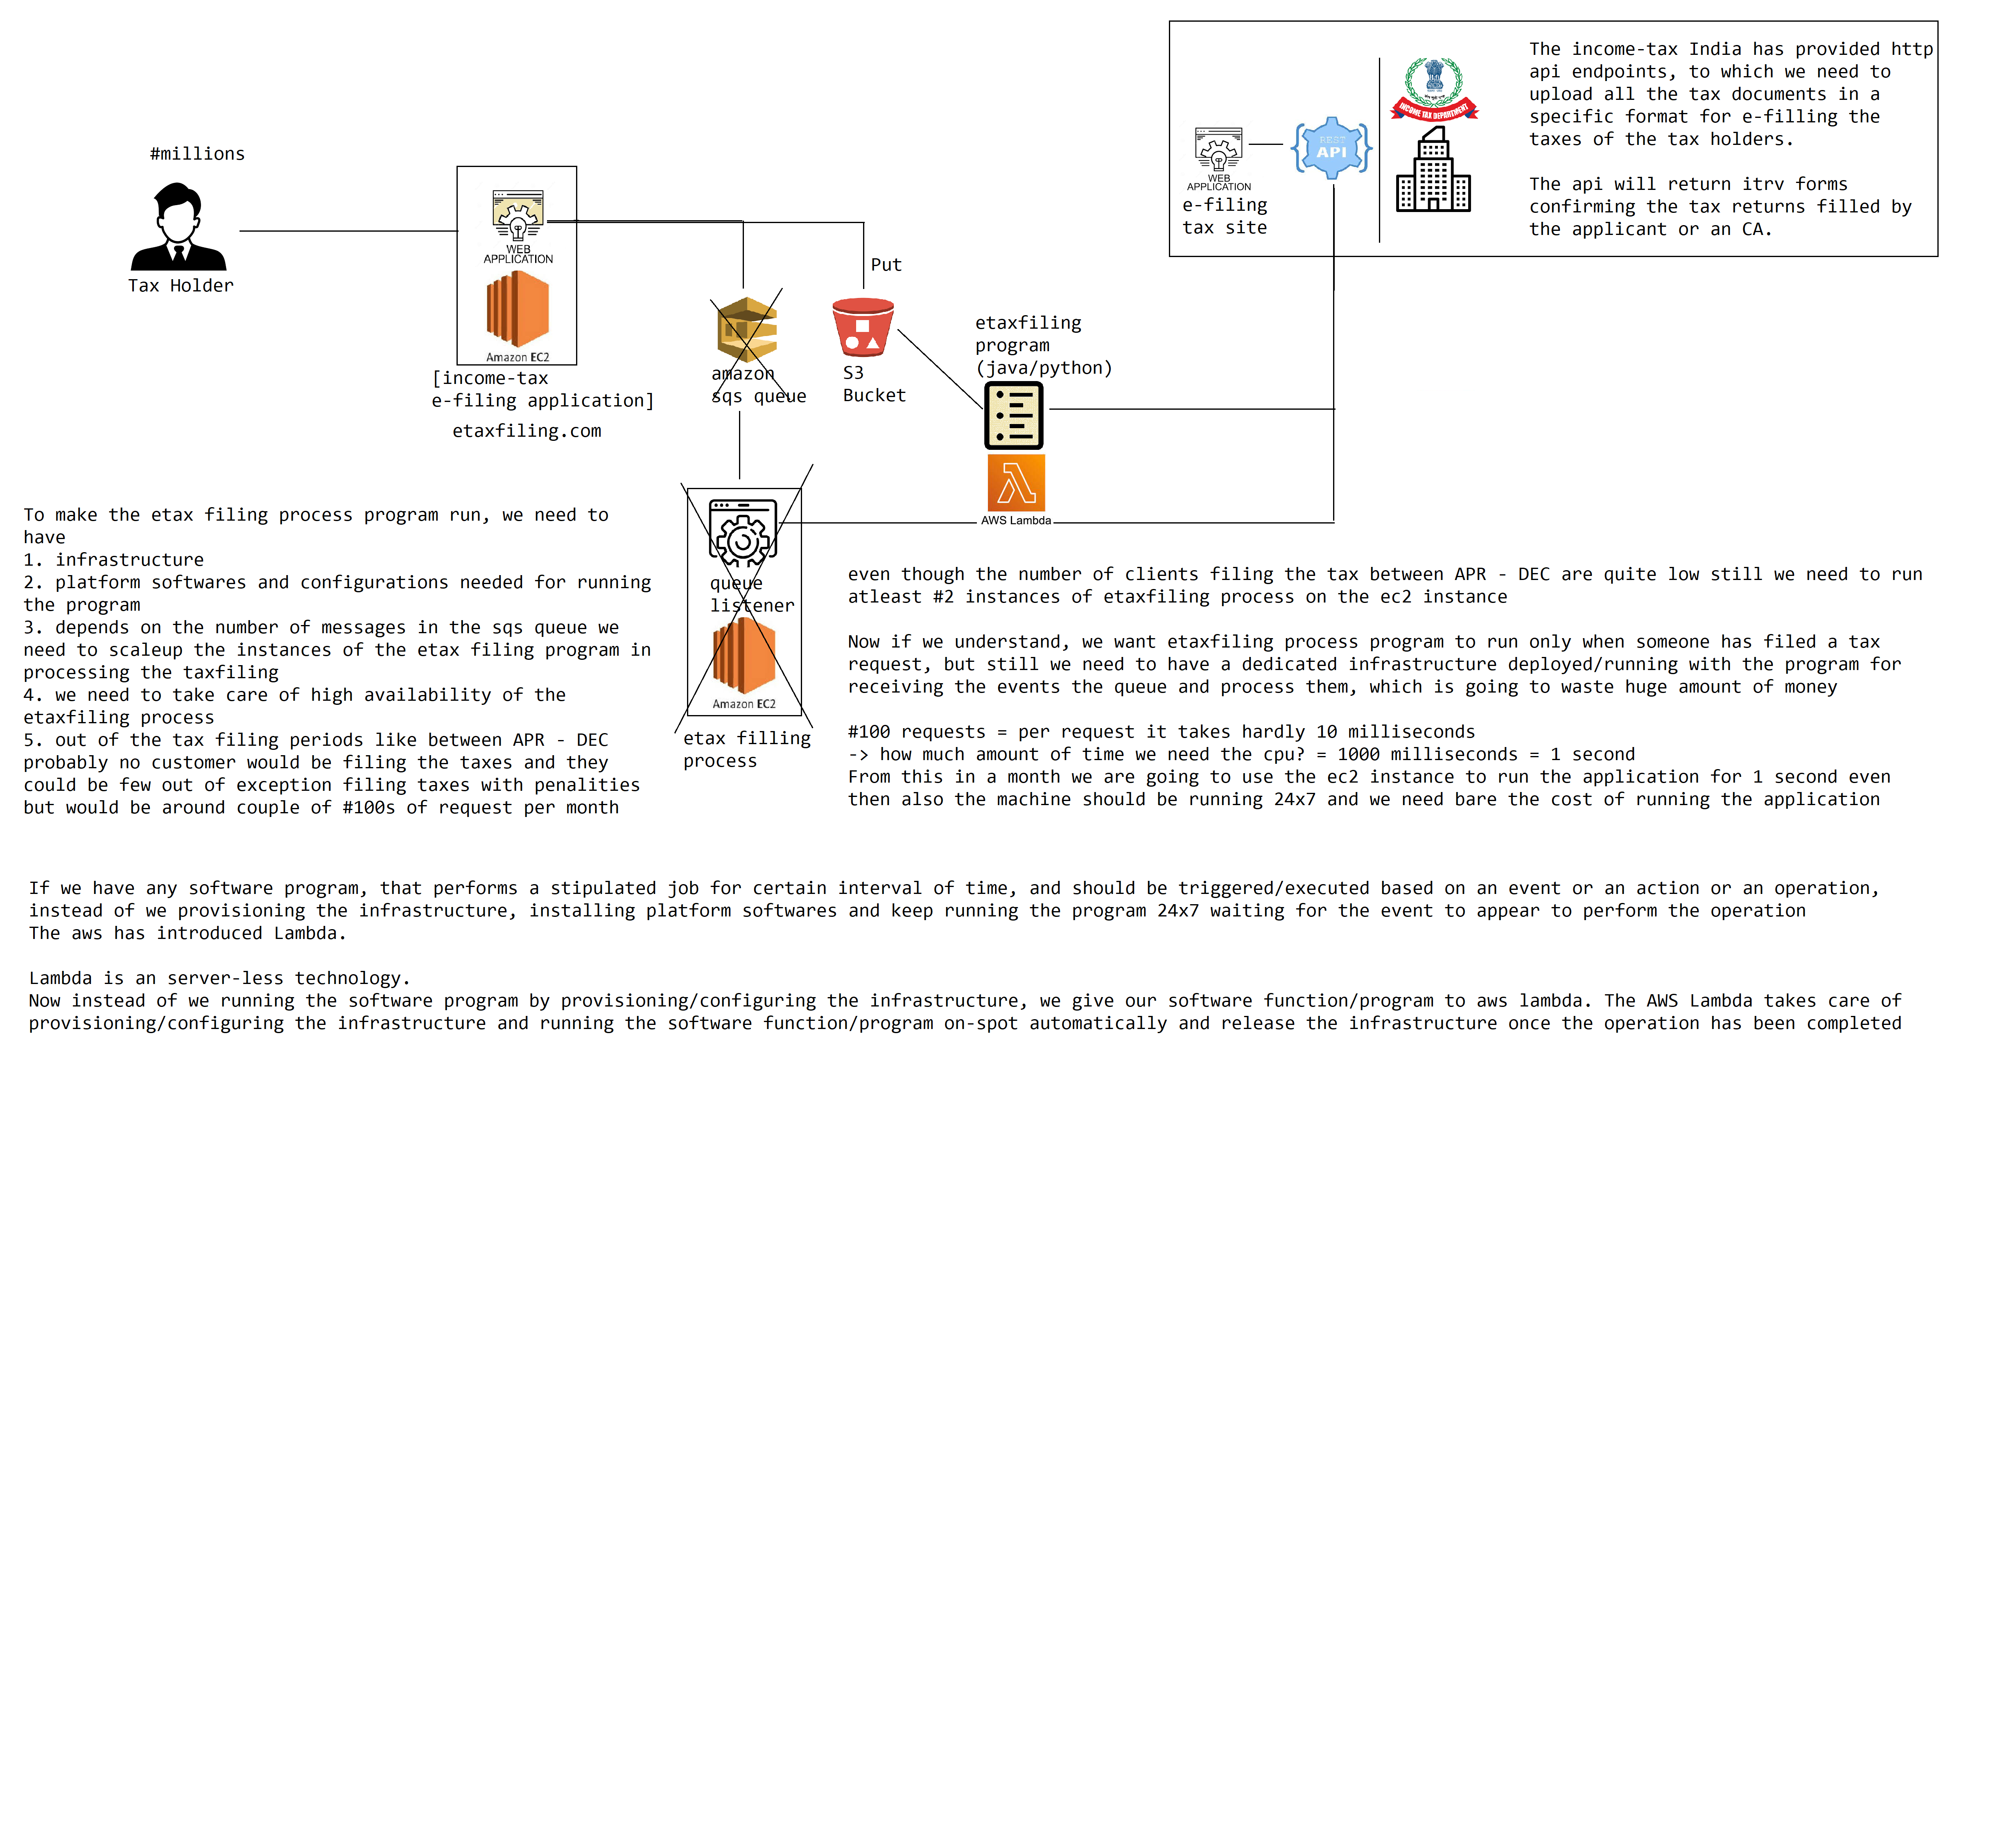 #millions
Tax Holder
WEB
APPLICATION
Amazon EC2
[income-tax
e-filing application]
etaxfiling.com
amazon
sqs queue
Put
S3
Bucket
etaxfiling
program
(java/python)
AWS Lambda
queue
listener
Amazon EC2
etax filling
process
WEB
APPLICATION
e-filing
tax site
REST
API
INCOME TAX DEPARTMENT
The income-tax India has provided http
api endpoints, to which we need to
upload all the tax documents in a
specific format for e-filling the
taxes of the tax holders.
The api will return itrv forms
confirming the tax returns filled by
the applicant or an CA.
To make the etax filing process program run, we need to
have
1. infrastructure
2. platform softwares and configurations needed for running
the program
3. depends on the number of messages in the sqs queue we
need to scaleup the instances of the etax filing program in
processing the taxfiling
4. we need to take care of high availability of the
etaxfiling process
5. out of the tax filing periods like between APR - DEC
probably no customer would be filing the taxes and they
could be few out of exception filing taxes with penalities
but would be around couple of #100s of request per month
even though the number of clients filing the tax between APR - DEC are quite low still we need to run
atleast #2 instances of etaxfiling process on the ec2 instance
Now if we understand, we want etaxfiling process program to run only when someone has filed a tax
request, but still we need to have a dedicated infrastructure deployed/running with the program for
receiving the events the queue and process them, which is going to waste huge amount of money
#100 requests = per request it takes hardly 10 milliseconds
-> how much amount of time we need the cpu? = 1000 milliseconds = 1 second
From this in a month we are going to use the ec2 instance to run the application for 1 second even
then also the machine should be running 24x7 and we need bare the cost of running the application
If we have any software program, that performs a stipulated job for certain interval of time, and should be triggered/executed based on an event or an action or an operation,
instead of we provisioning the infrastructure, installing platform softwares and keep running the program 24x7 waiting for the event to appear to perform the operation
The aws has introduced Lambda.
Lambda is an server-less technology.
Now instead of we running the software program by provisioning/configuring the infrastructure, we give our software function/program to aws lambda. The AWS Lambda takes care of
provisioning/configuring the infrastructure and running the software function/program on-spot automatically and release the infrastructure once the operation has been completed